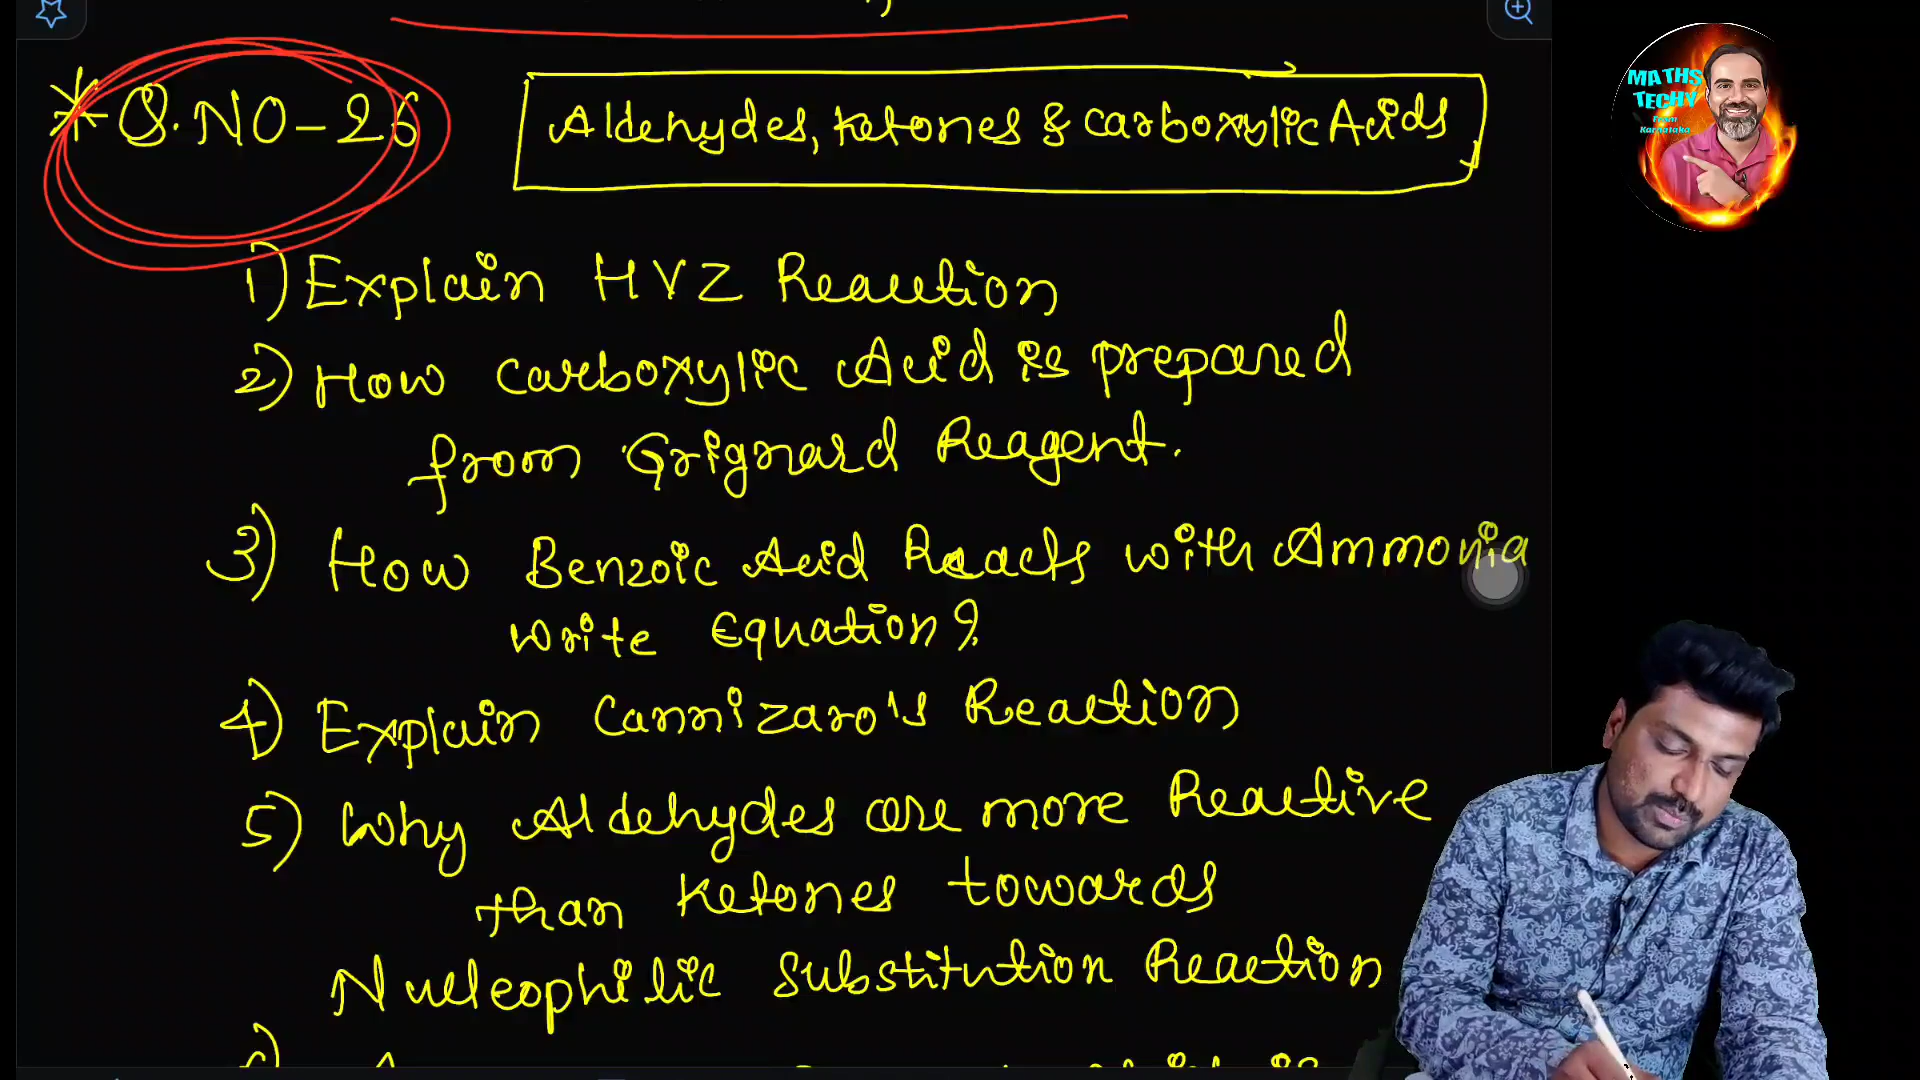 * Q.NO-26
Aldehydes, Ketones & carboxylic Acids
MATHS
TECHY
From
Karnataka
1) Explain HVZ Reaction
2) How carboxylic Acid is prepared
from Grignard Reagent.
3) How Benzoic Acid Reacts with Ammonia
write Equation?
4) Explain Cannizaro's Reaction
5) Why Aldehydes are more Reactive
than Ketones towards
Nucleophilic Substitution Reaction